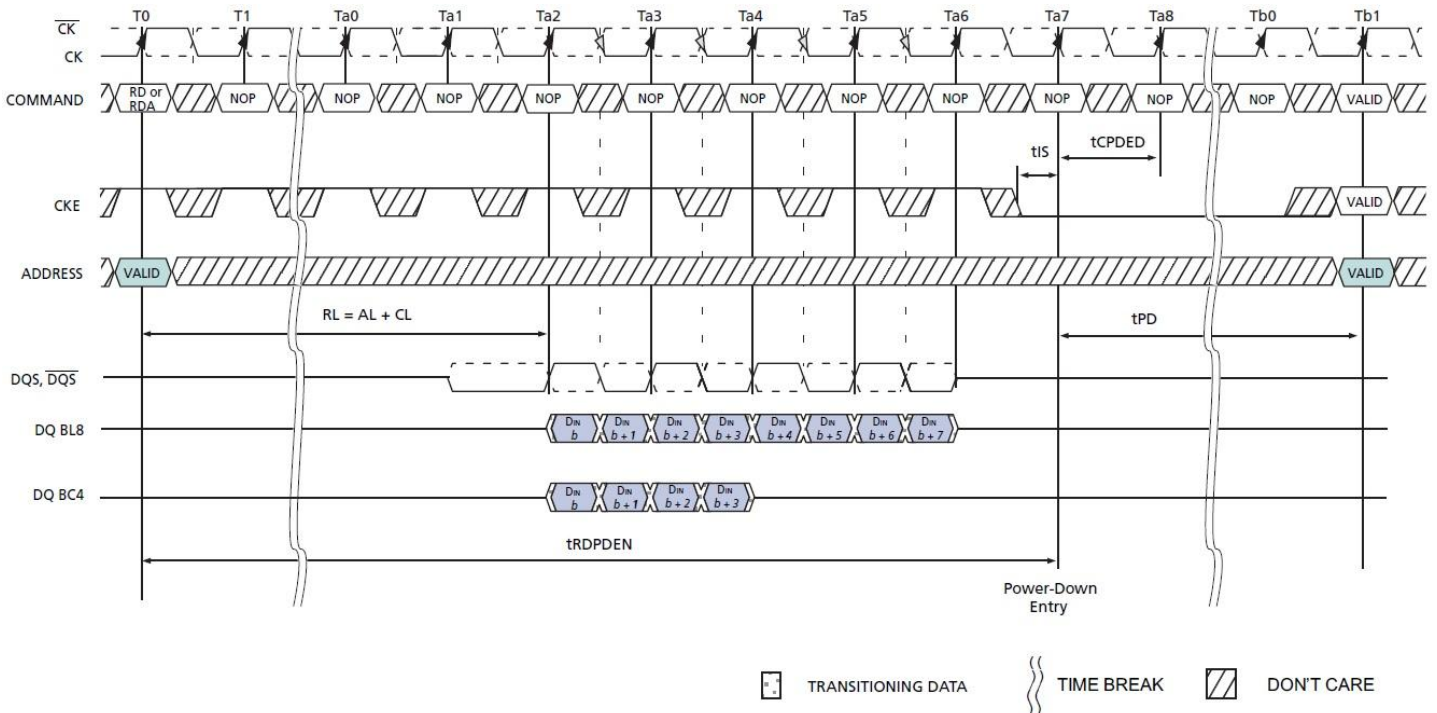 T0 T1 Ta0 Ta1 Ta2 Ta3 Ta4 Ta5 Ta6 Ta7 Ta8 Tb0 Tb1
CK
CK
COMMAND RD or RDA NOP NOP NOP NOP NOP NOP NOP NOP NOP NOP NOP VALID
tIS tCPDED
CKE VALID
ADDRESS VALID VALID
RL = AL + CL tPD
DQS, DQS
DQ BL8 DIN b DIN b + 1 DIN b + 2 DIN b + 3 DIN b + 4 DIN b + 5 DIN b + 6 DIN b + 7
DQ BC4 DIN b DIN b + 1 DIN b + 2 DIN b + 3
tRDPDEN
Power-Down
Entry
TRANSITIONING DATA TIME BREAK DON'T CARE